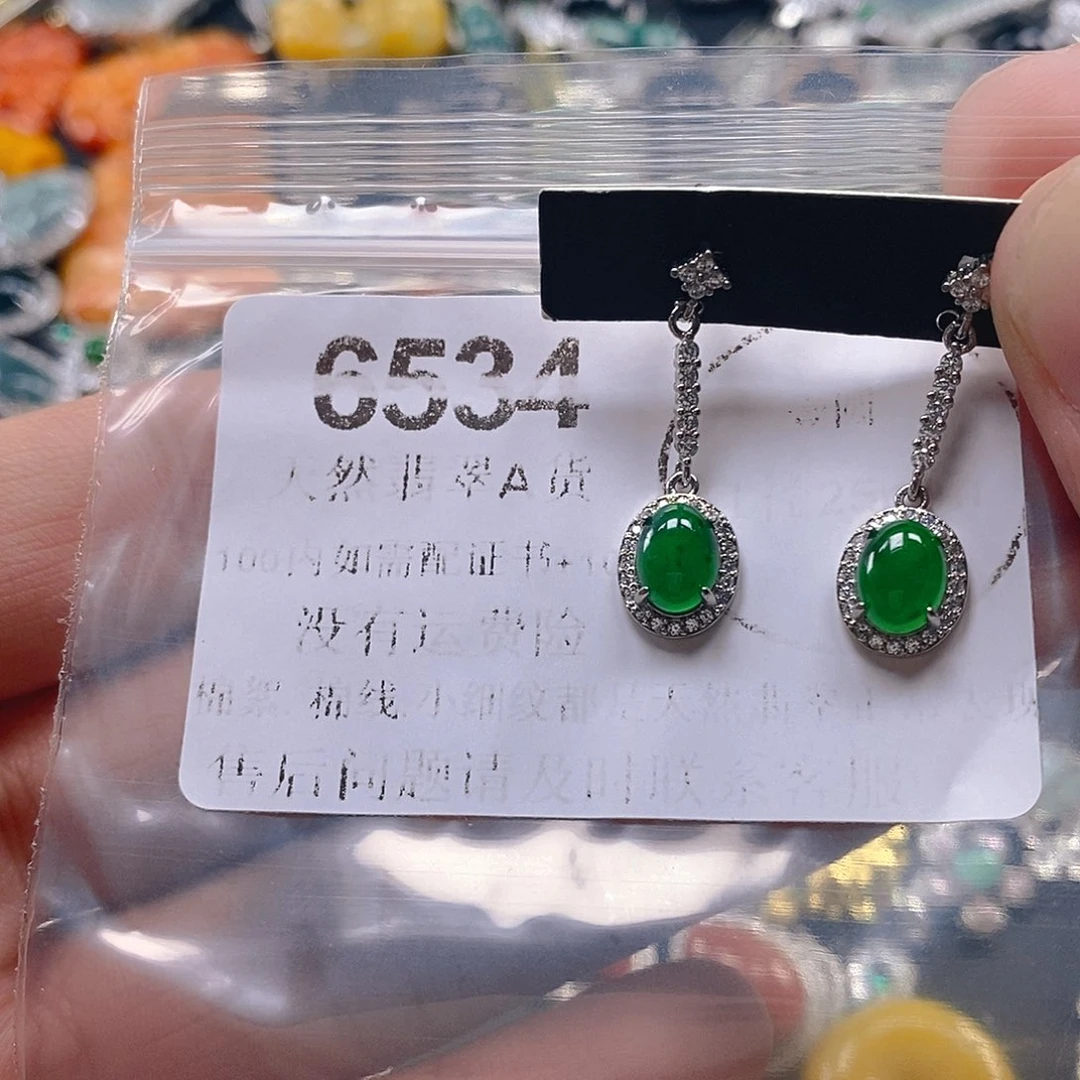 6534
天然翡翠A货
100内如需配证书+
没有运费险
棉絮.棉线.小细纹都是天然翡翠正常
售后问题请及时联系客服